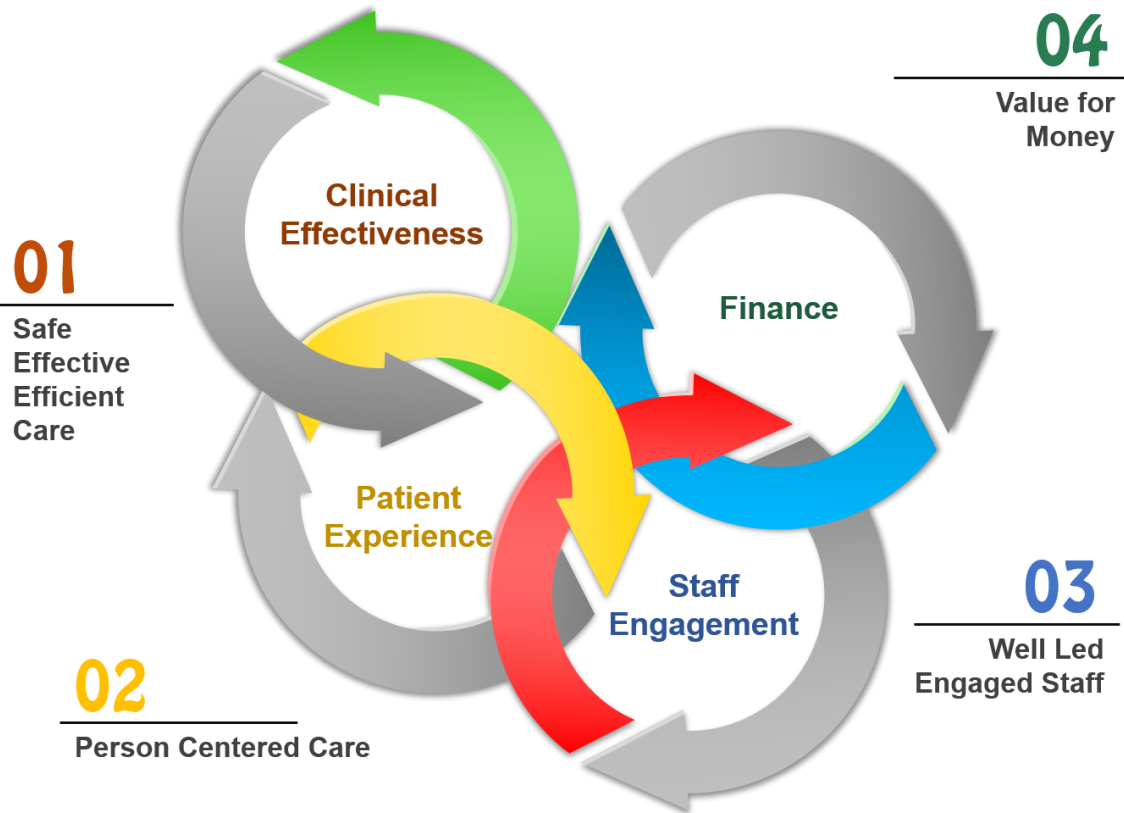 01
Safe
Effective
Efficient
Care
Clinical
Effectiveness
02
Person Centered Care
Patient
Experience
03
Well Led
Engaged Staff
Staff
Engagement
04
Value for
Money
Finance